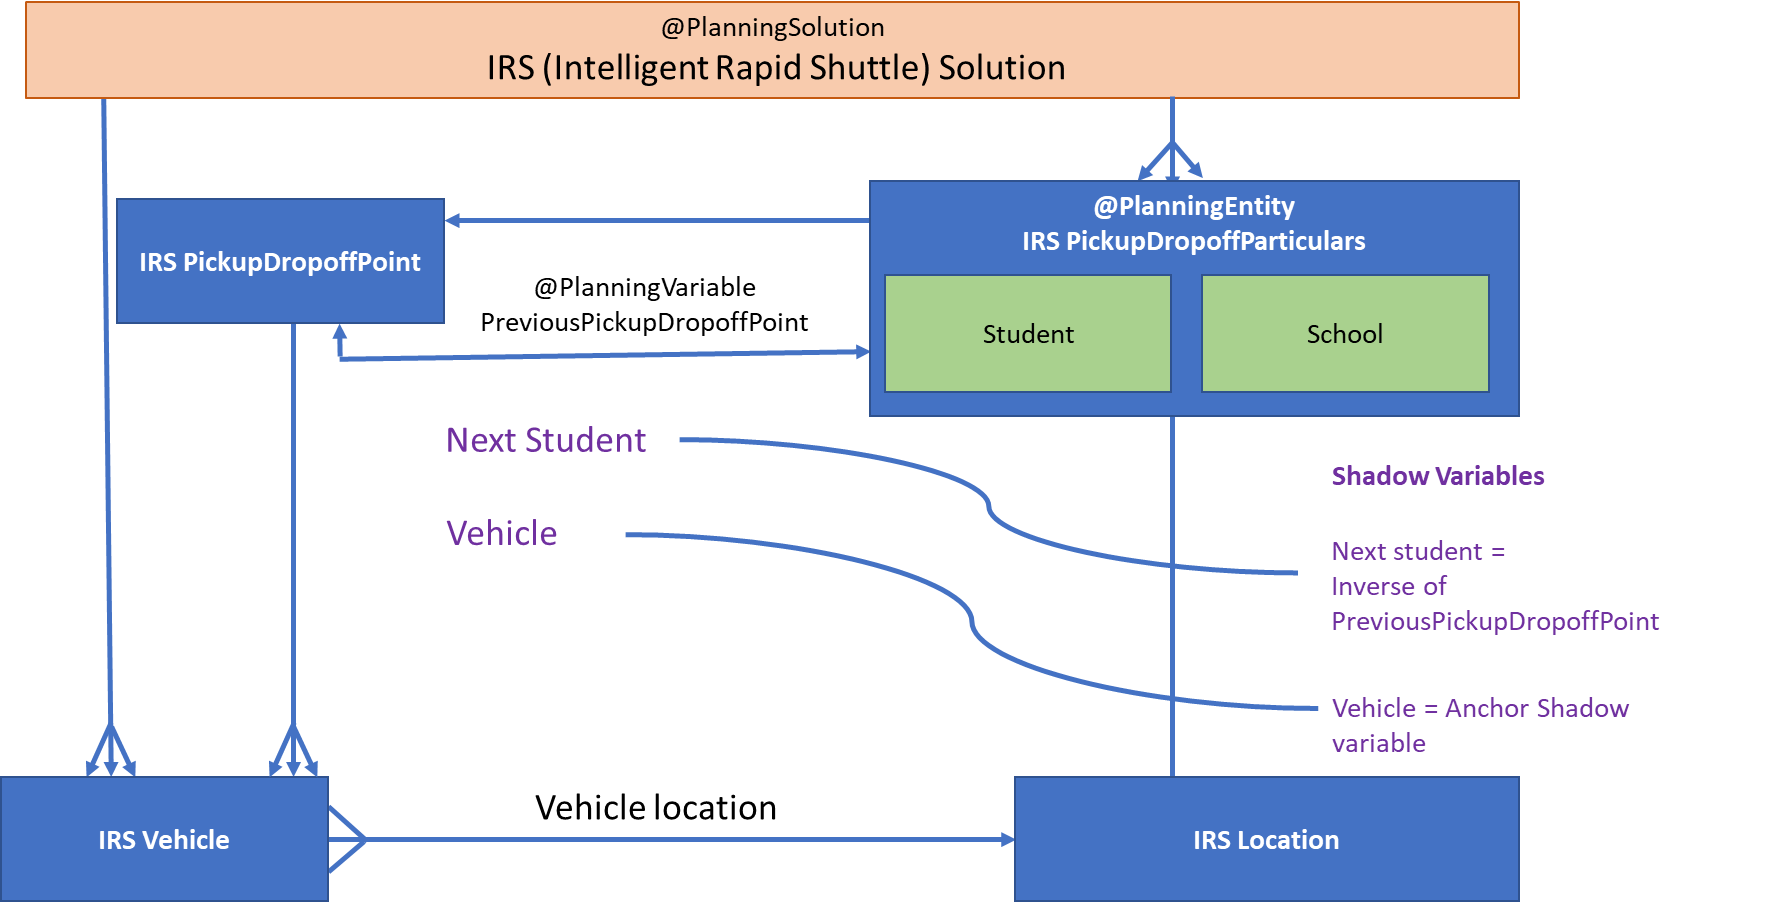 @PlanningSolution
IRS (Intelligent Rapid Shuttle) Solution
@PlanningEntity
IRS PickupDropoffParticulars
IRS PickupDropoffPoint
@PlanningVariable
PreviousPickupDropoffPoint
Student
School
Next Student
Vehicle
Shadow Variables
Next student =
Inverse of
PreviousPickupDropoffPoint
Vehicle = Anchor Shadow
variable
Vehicle location
IRS Vehicle
IRS Location